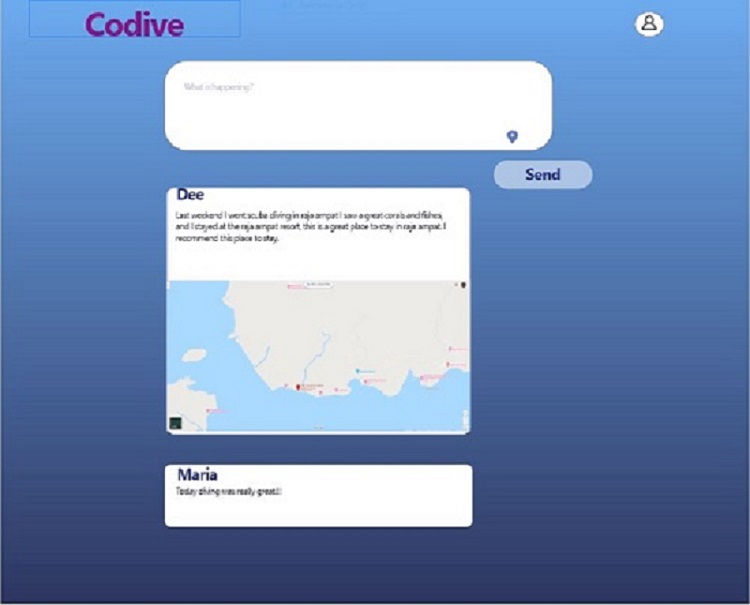 Codive
What is happening?
Send
Dee
Last weekend I went scuba diving in raja ampat I saw a great corals and fishes,
and I stayed at the raja ampat resort, this is a great place to stay in raja ampat. I
recommend this place to stay.
Maria
Today diving was really great!!